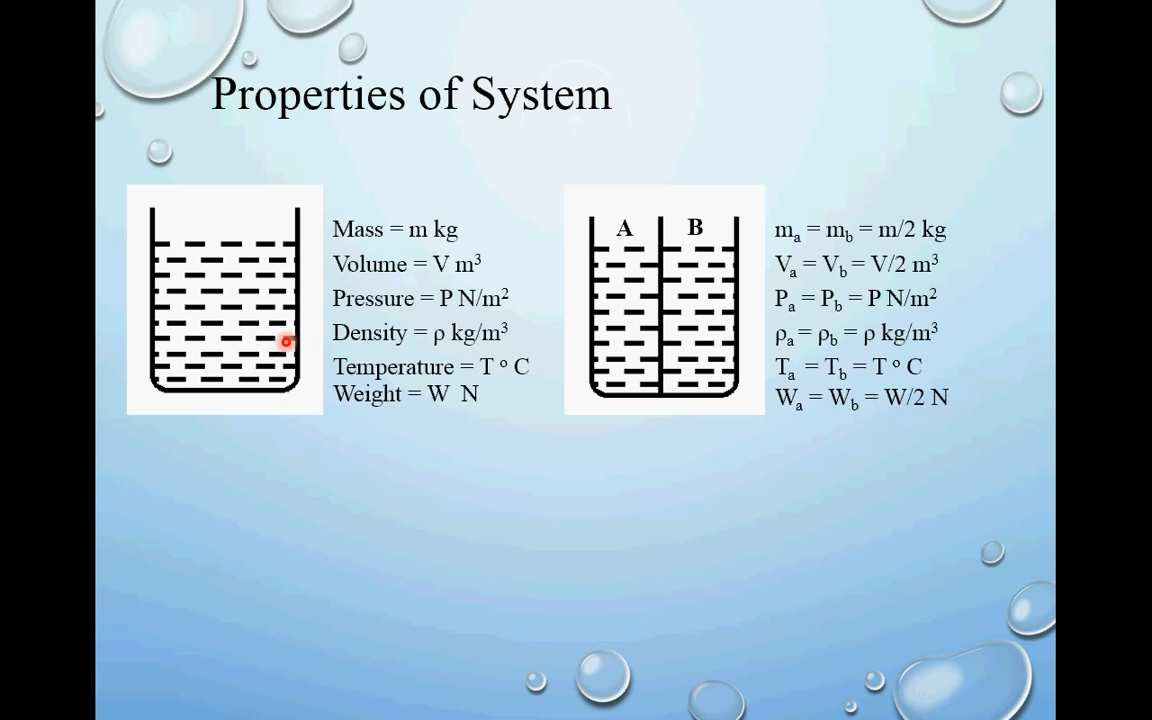 Properties of System
Mass = m kg
Volume = V m³
Pressure = P N/m²
Density = ρ kg/m³
Temperature = T ° C
Weight = W N
A B
mₐ = m_b = m/2 kg
Vₐ = V_b = V/2 m³
Pₐ = P_b = P N/m²
ρₐ = ρ_b = ρ kg/m³
Tₐ = T_b = T ° C
Wₐ = W_b = W/2 N